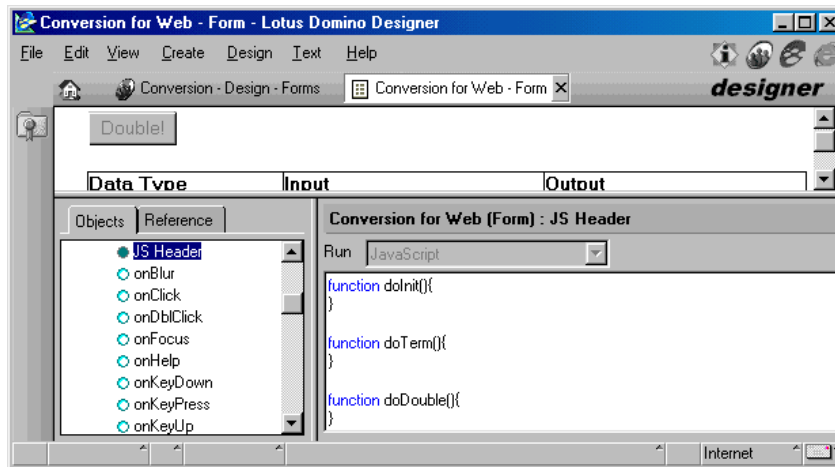 Conversion for Web - Form - Lotus Domino Designer
File Edit View Create Design Text Help
Conversion - Design - Forms Conversion for Web - Form
designer
Double!
Data Type Input Output
Objects Reference
Conversion for Web (Form) : JS Header
JS Header
Run JavaScript
onBlur
onClick
onDblClick
onFocus
onHelp
onKeyDown
onKeyPress
onKeyUp
function doInit(){
}
function doTerm(){
}
function doDouble(){
}
Internet